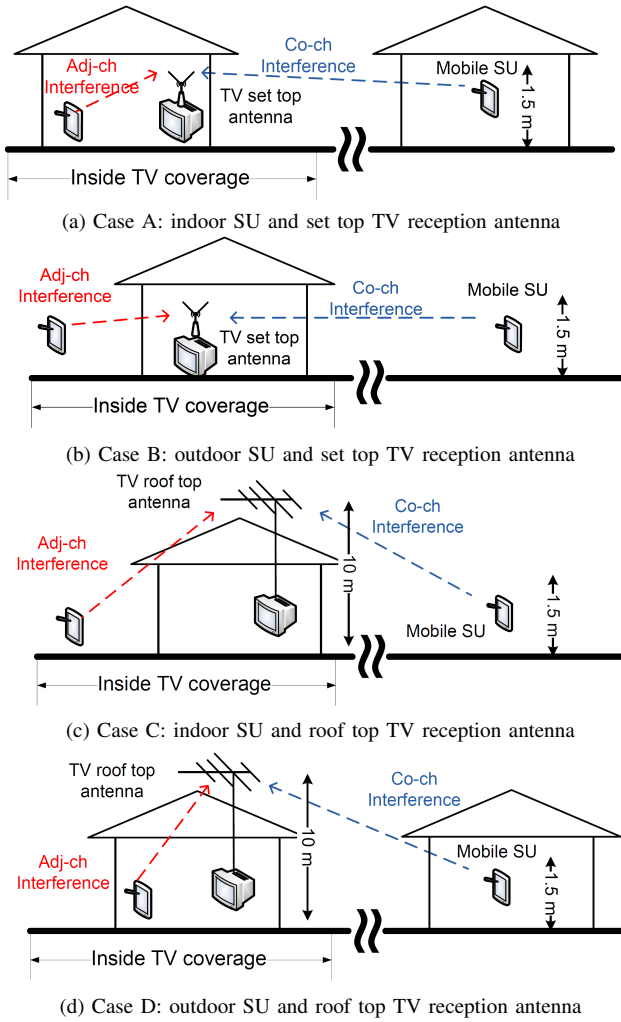 Adj-ch
Interference
Co-ch
Interference
Mobile SU
TV set top
antenna
1.5 m
Inside TV coverage
(a) Case A: indoor SU and set top TV reception antenna
Adj-ch
Interference
Co-ch
Interference
Mobile SU
TV set top
antenna
1.5 m
Inside TV coverage
(b) Case B: outdoor SU and set top TV reception antenna
TV roof top
antenna
Co-ch
Interference
Adj-ch
Interference
10 m
1.5 m
Mobile SU
Inside TV coverage
(c) Case C: indoor SU and roof top TV reception antenna
TV roof top
antenna
Co-ch
Interference
10 m
Mobile SU
Adj-ch
Interference
1.5 m
Inside TV coverage
(d) Case D: outdoor SU and roof top TV reception antenna